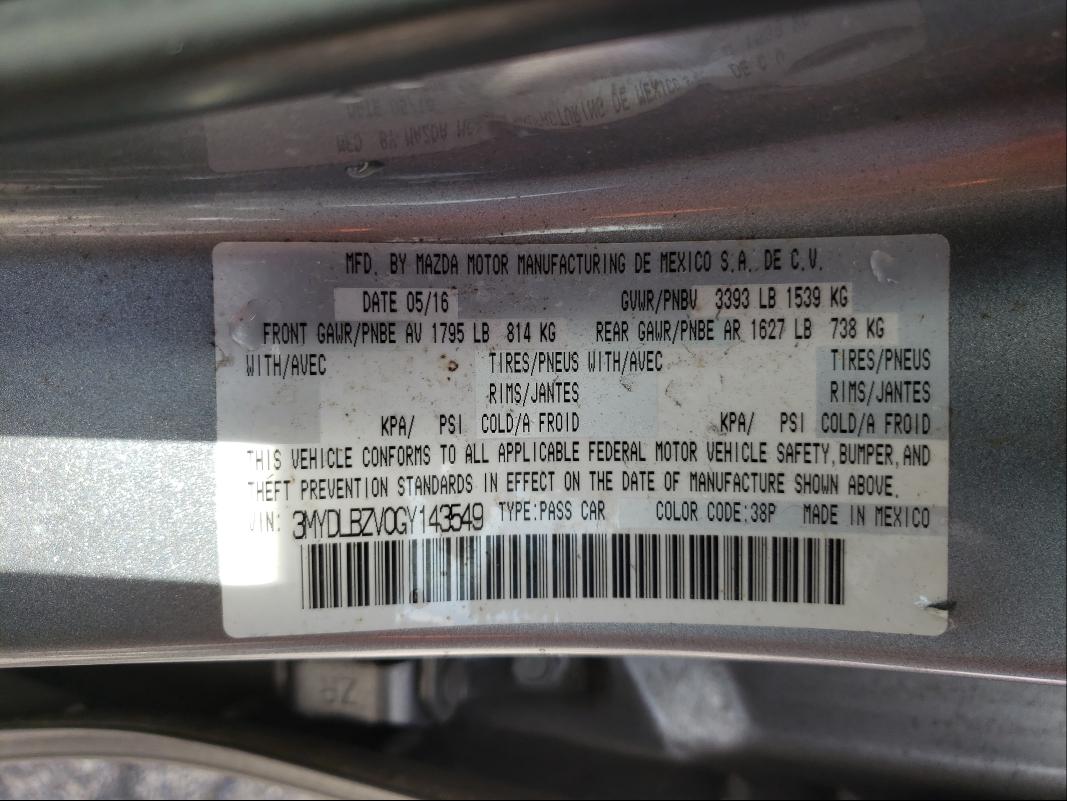 MFD. BY MAZDA MOTOR MANUFACTURING DE MEXICO S.A. DE C.V.
DATE 05/16 GVWR/PNBV 3393 LB 1539 KG
FRONT GAWR/PNBE AV 1795 LB 814 KG REAR GAWR/PNBE AR 1627 LB 738 KG
WITH/AVEC TIRES/PNEUS WITH/AVEC TIRES/PNEUS
RIMS/JANTES RIMS/JANTES
KPA/ PSI COLD/A FROID KPA/ PSI COLD/A FROID
THIS VEHICLE CONFORMS TO ALL APPLICABLE FEDERAL MOTOR VEHICLE SAFETY, BUMPER, AND
THEFT PREVENTION STANDARDS IN EFFECT ON THE DATE OF MANUFACTURE SHOWN ABOVE.
VIN: 3MYDLBZV0GY143549 TYPE:PASS CAR COLOR CODE:38P MADE IN MEXICO